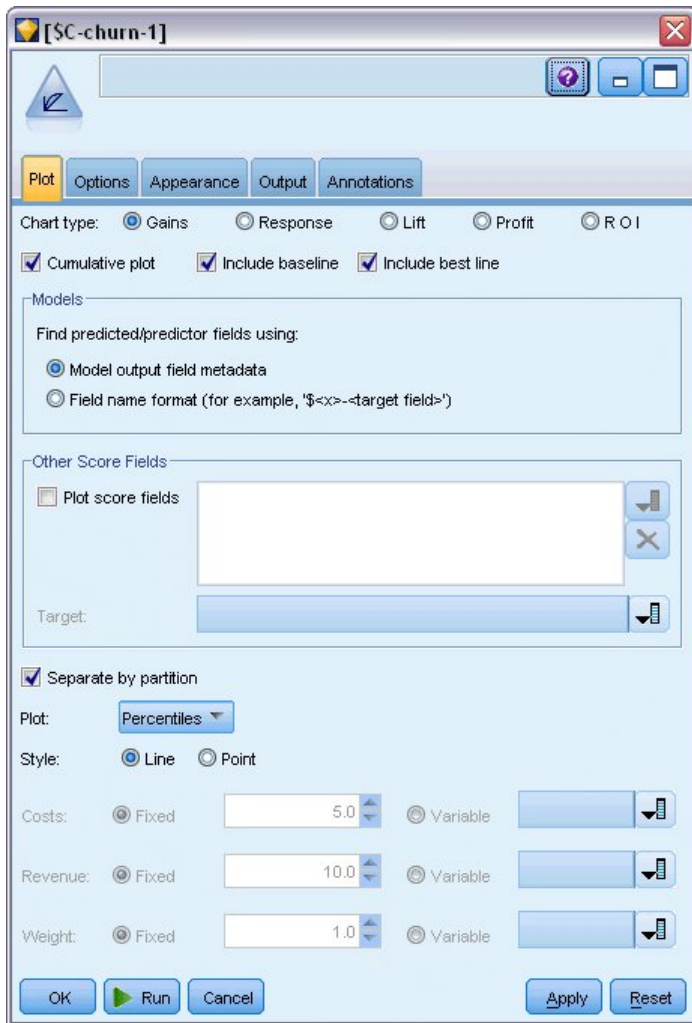 [$C-churn-1]
Plot Options Appearance Output Annotations
Chart type: Gains Response Lift Profit R O I
Cumulative plot Include baseline Include best line
Models
Find predicted/predictor fields using:
Model output field metadata
Field name format (for example, '$<x>-<target field>')
Other Score Fields
Plot score fields
Target:
Separate by partition
Plot: Percentiles
Style: Line Point
Costs: Fixed 5.0 Variable
Revenue: Fixed 10.0 Variable
Weight: Fixed 1.0 Variable
OK Run Cancel Apply Reset